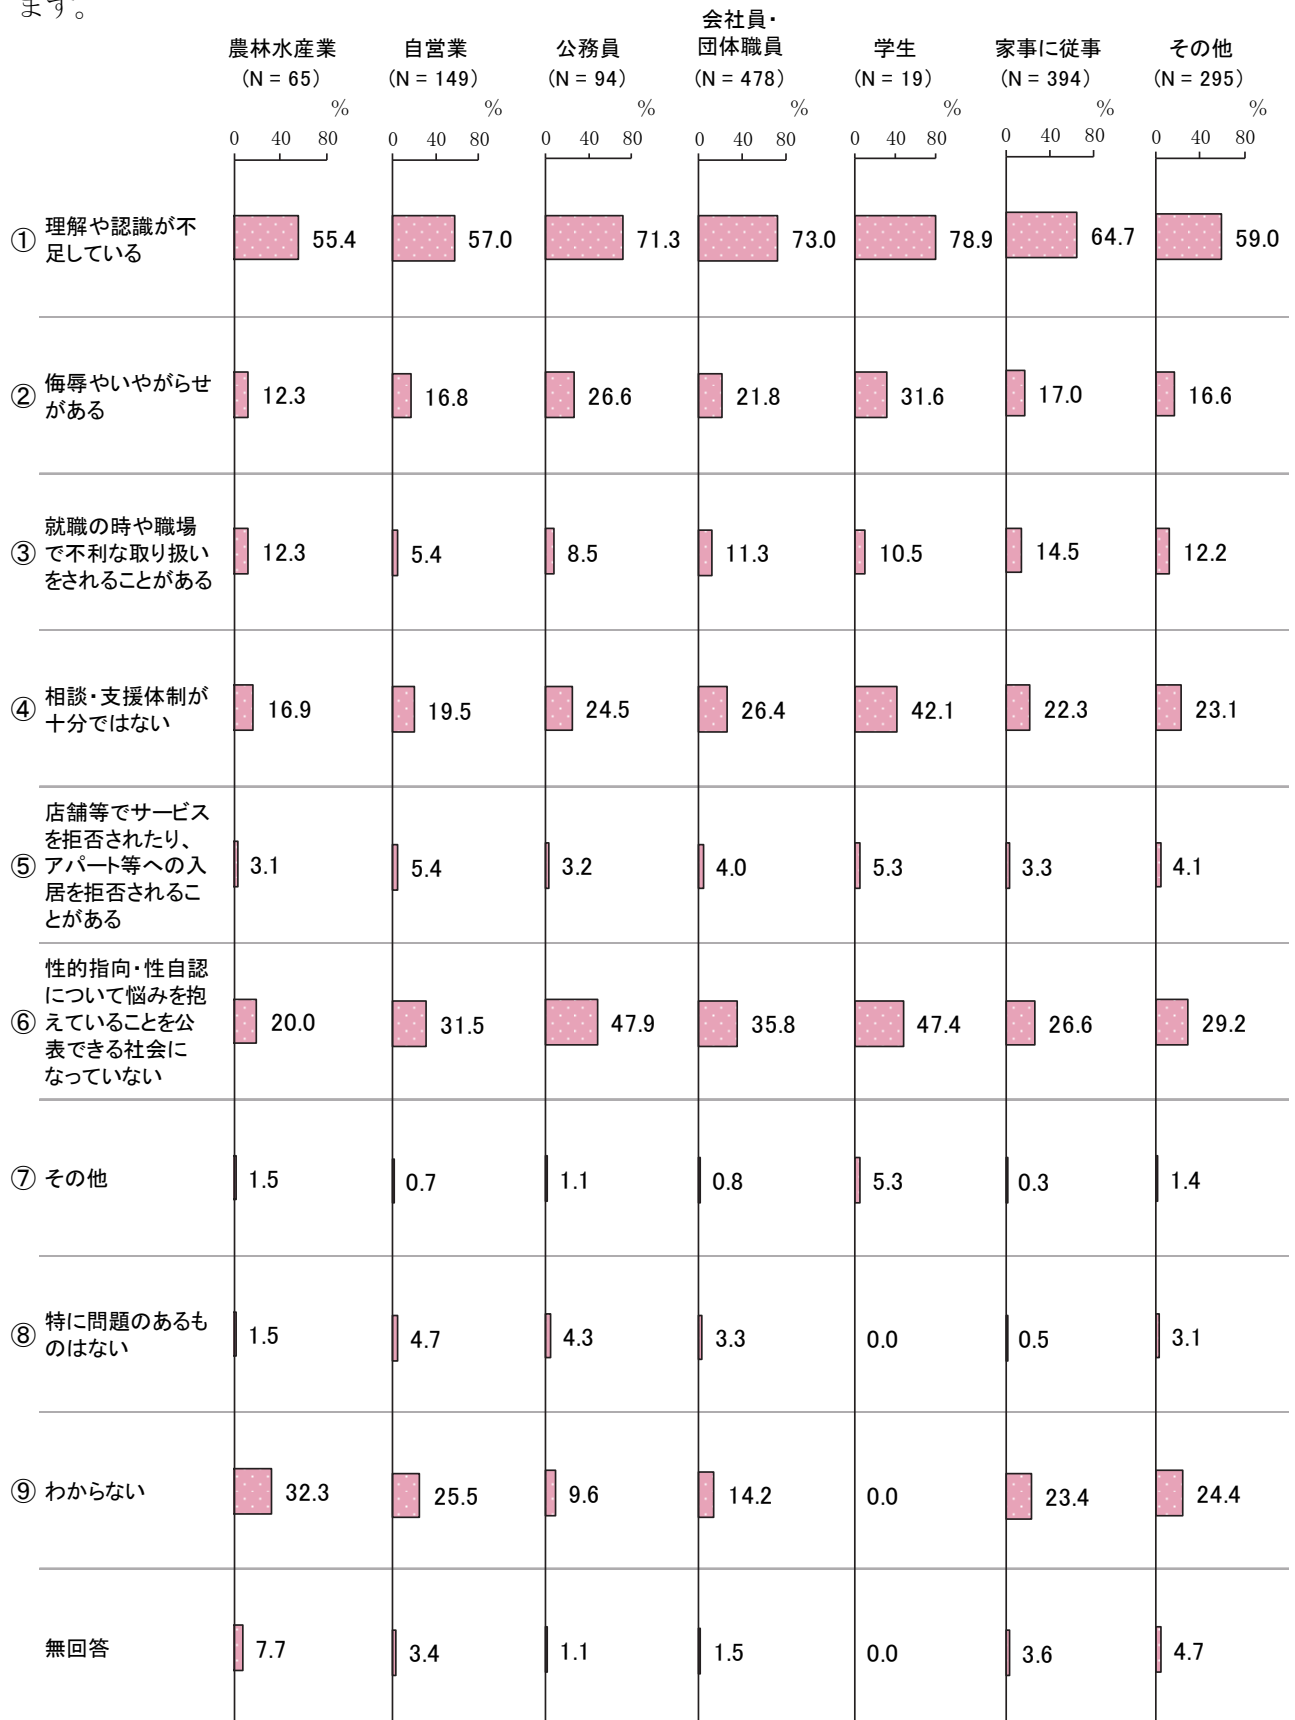 ます。
農林水産業 自営業 公務員 会社員・団体職員 学生 家事に従事 その他
（N = 65） （N = 149） （N = 94） （N = 478） （N = 19） （N = 394） （N = 295）
% % % % % % %
0 40 80 0 40 80 0 40 80 0 40 80 0 40 80 0 40 80 0 40 80
① 理解や認識が不
足している
55.4 57.0 71.3 73.0 78.9 64.7 59.0
② 侮辱やいやがらせ
がある
12.3 16.8 26.6 21.8 31.6 17.0 16.6
③ 就職の時や職場
で不利な取り扱い
をされることがある
12.3 5.4 8.5 11.3 10.5 14.5 12.2
④ 相談・支援体制が
十分ではない
16.9 19.5 24.5 26.4 42.1 22.3 23.1
⑤ 店舗等でサービス
を拒否されたり、
アパート等への入
居を拒否されるこ
とがある
3.1 5.4 3.2 4.0 5.3 3.3 4.1
⑥ 性的指向・性自認
について悩みを抱
えていることを公
表できる社会に
なっていない
20.0 31.5 47.9 35.8 47.4 26.6 29.2
⑦ その他
1.5 0.7 1.1 0.8 5.3 0.3 1.4
⑧ 特に問題のあるも
のはない
1.5 4.7 4.3 3.3 0.0 0.5 3.1
⑨ わからない
32.3 25.5 9.6 14.2 0.0 23.4 24.4
無回答
7.7 3.4 1.1 1.5 0.0 3.6 4.7